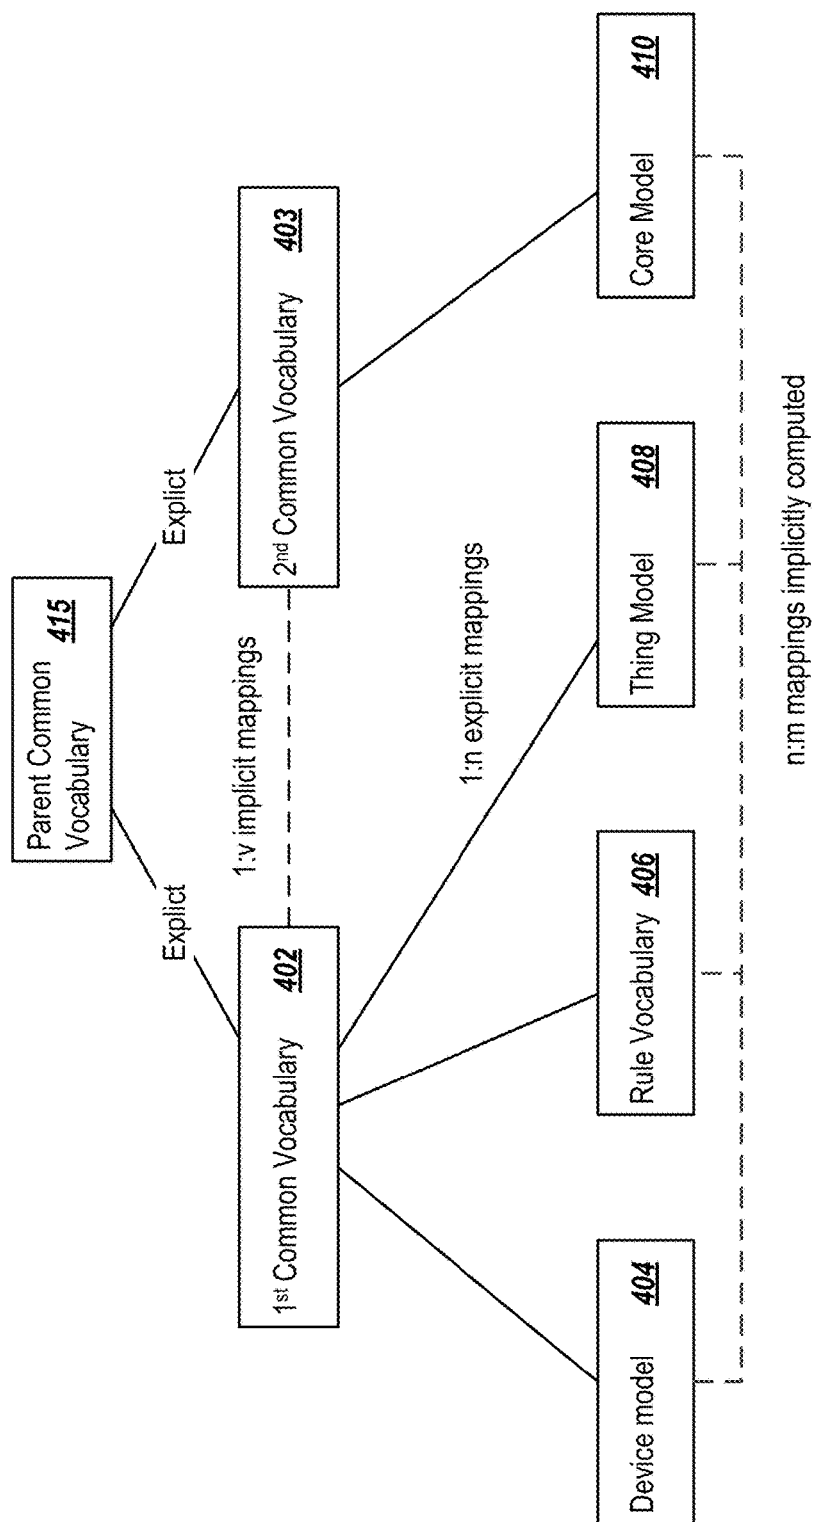 Parent Common
Vocabulary 415
Explict
Explict
1st Common Vocabulary 402
1:v implicit mappings
2nd Common Vocabulary 403
1:n explicit mappings
Device model 404
Rule Vocabulary 406
Thing Model 408
Core Model 410
n:m mappings implicitly computed